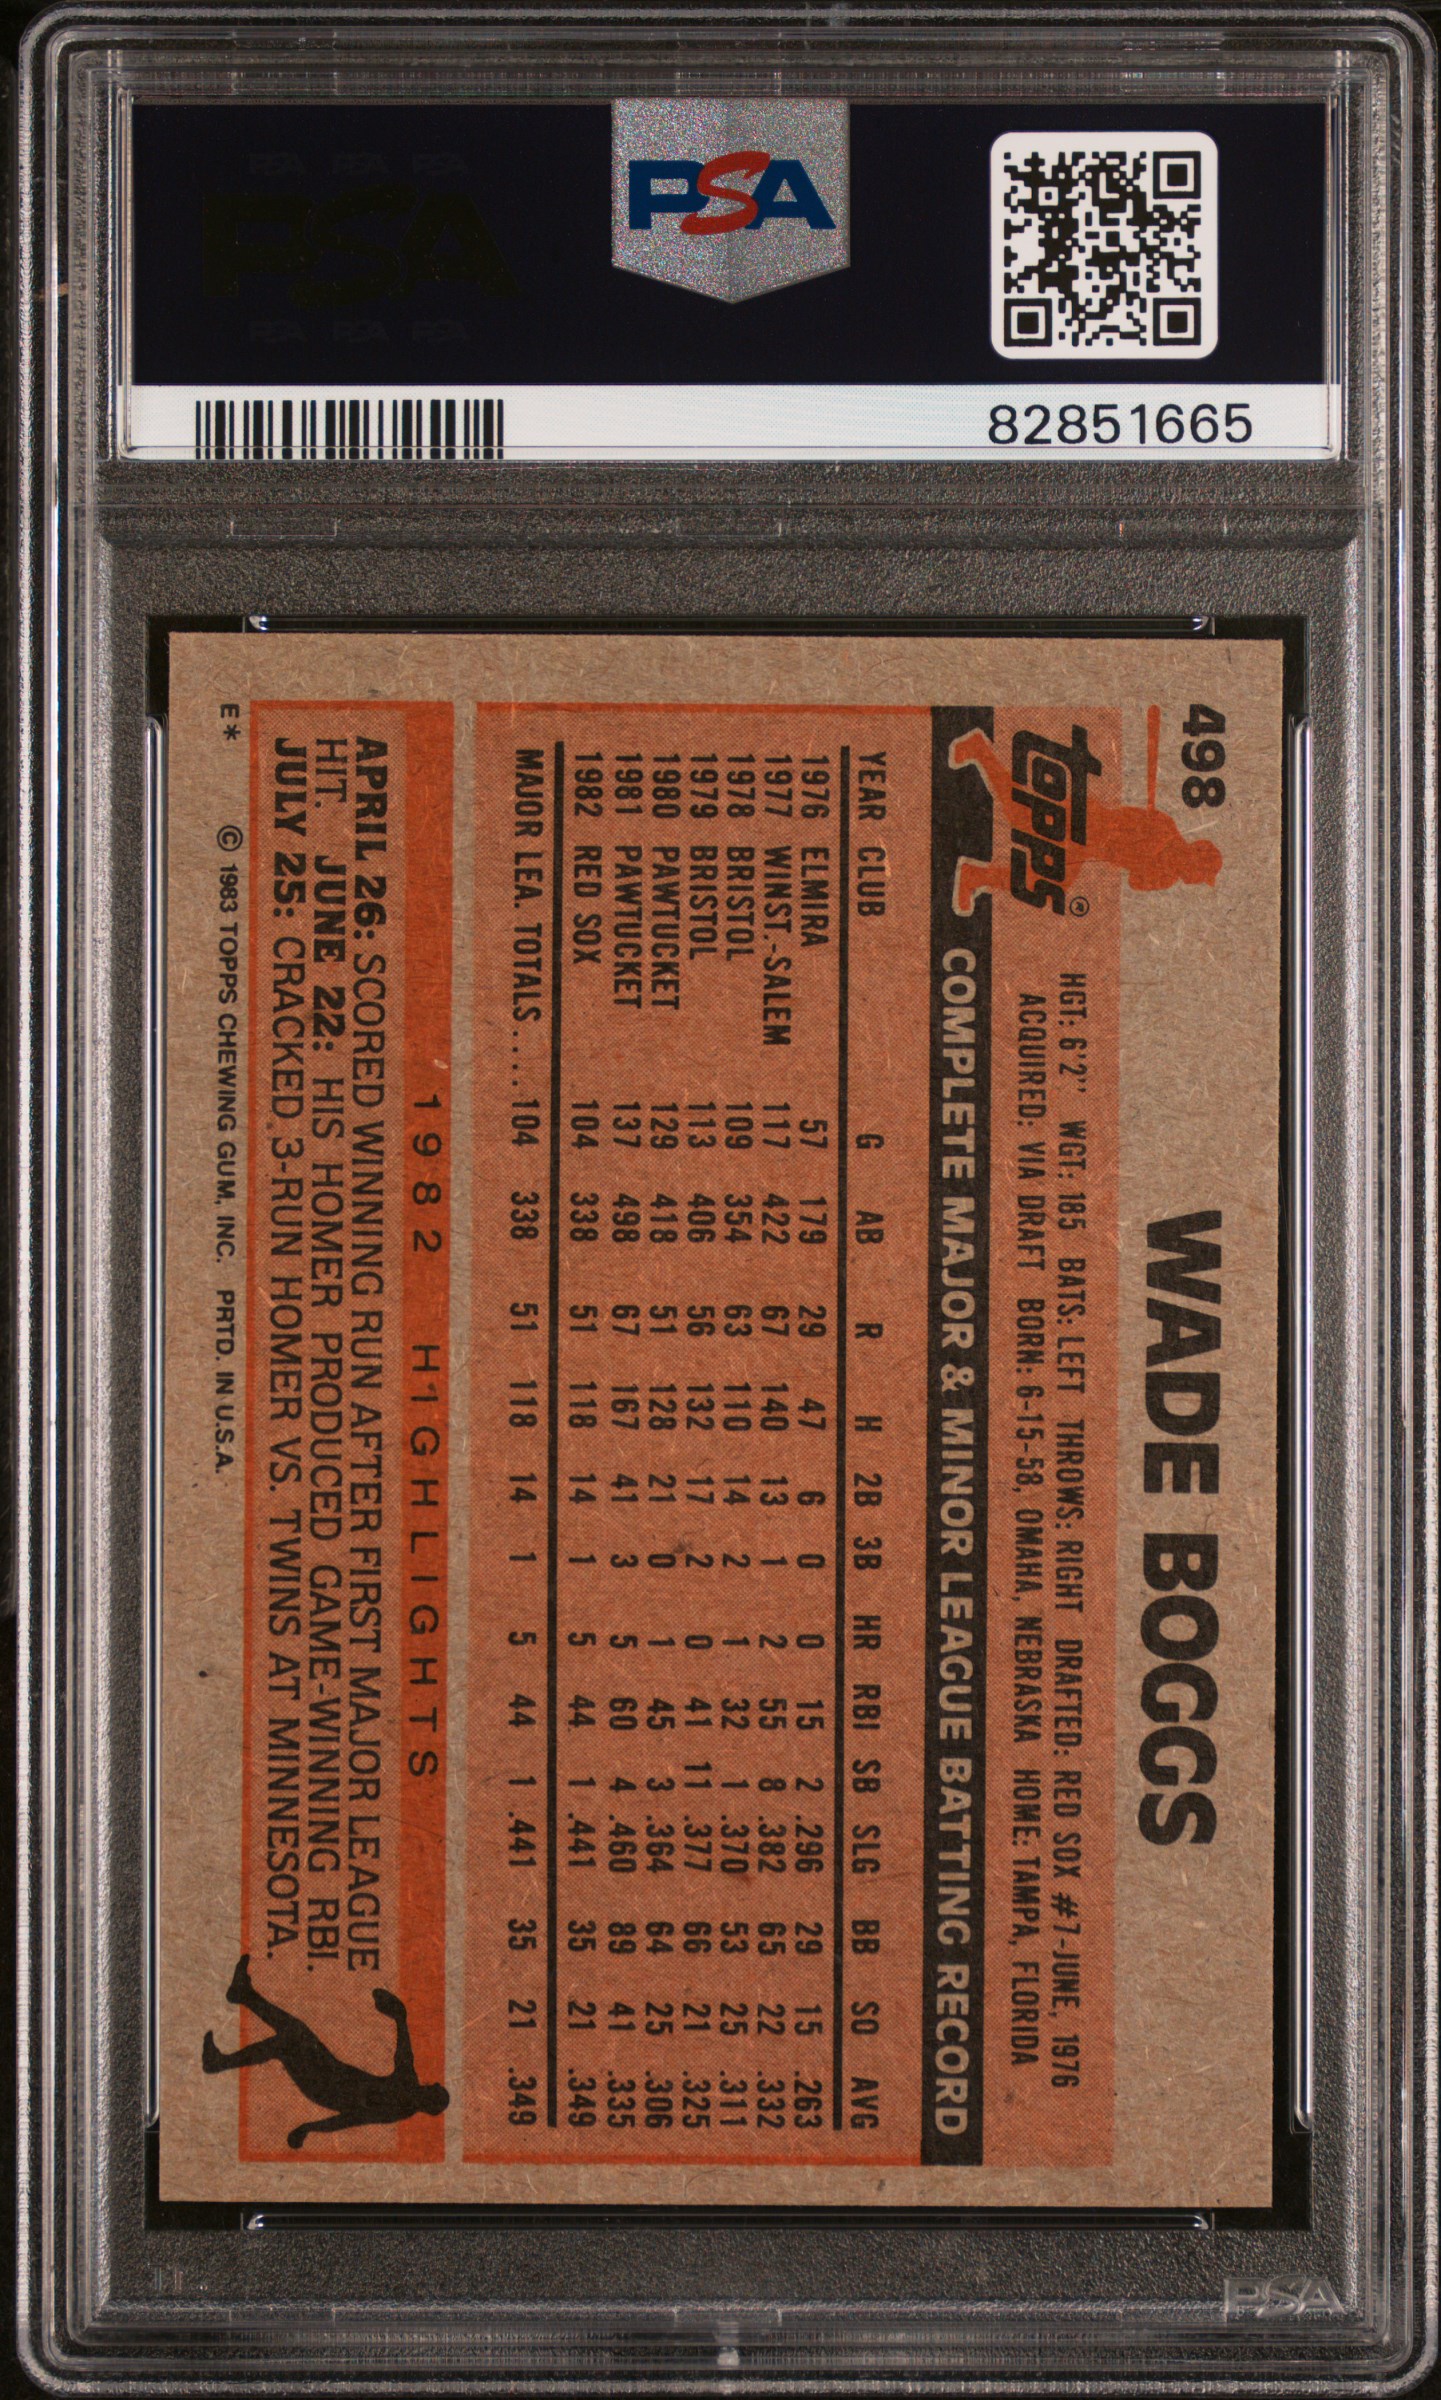 PSA
82851665
498
WADE BOGGS
topps®
HGT: 6'2" WGT: 185 BATS: LEFT THROWS: RIGHT DRAFTED: RED SOX #7-JUNE, 1976
ACQUIRED: VIA DRAFT BORN: 6-15-58, OMAHA, NEBRASKA HOME: TAMPA, FLORIDA
COMPLETE MAJOR & MINOR LEAGUE BATTING RECORD
YEAR CLUB G AB R H 2B 3B HR RBI SB SLG BB SO AVG
1976 ELMIRA 57 179 29 47 6 0 0 15 2 .296 29 15 .263
1977 WINST.-SALEM 117 422 67 140 13 1 2 55 8 .382 65 22 .332
1978 BRISTOL 109 354 63 110 14 2 1 32 1 .370 53 25 .311
1979 BRISTOL 113 406 56 132 17 2 0 41 11 .377 66 21 .325
1980 PAWTUCKET 129 418 51 128 21 0 1 45 3 .364 64 25 .306
1981 PAWTUCKET 137 498 67 167 41 3 5 60 4 .460 89 41 .335
1982 RED SOX 104 338 51 118 14 1 5 44 1 .441 35 21 .349
MAJOR LEA. TOTALS.... 104 338 51 118 14 1 5 44 1 .441 35 21 .349
1982 HIGHLIGHTS
APRIL 26: SCORED WINNING RUN AFTER FIRST MAJOR LEAGUE
HIT. JUNE 22: HIS HOMER PRODUCED GAME-WINNING RBI.
JULY 25: CRACKED 3-RUN HOMER VS. TWINS AT MINNESOTA.
E* © 1983 TOPPS CHEWING GUM, INC. PRTD. IN U.S.A.
PSA